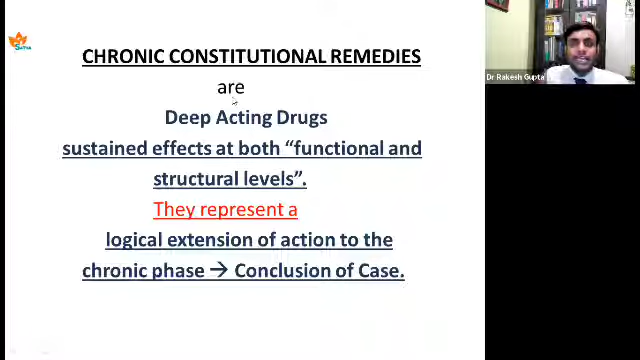 CHRONIC CONSTITUTIONAL REMEDIES
are
Deep Acting Drugs
sustained effects at both “functional and
structural levels”.
They represent a
logical extension of action to the
chronic phase → Conclusion of Case.
Dr Rakesh Gupta